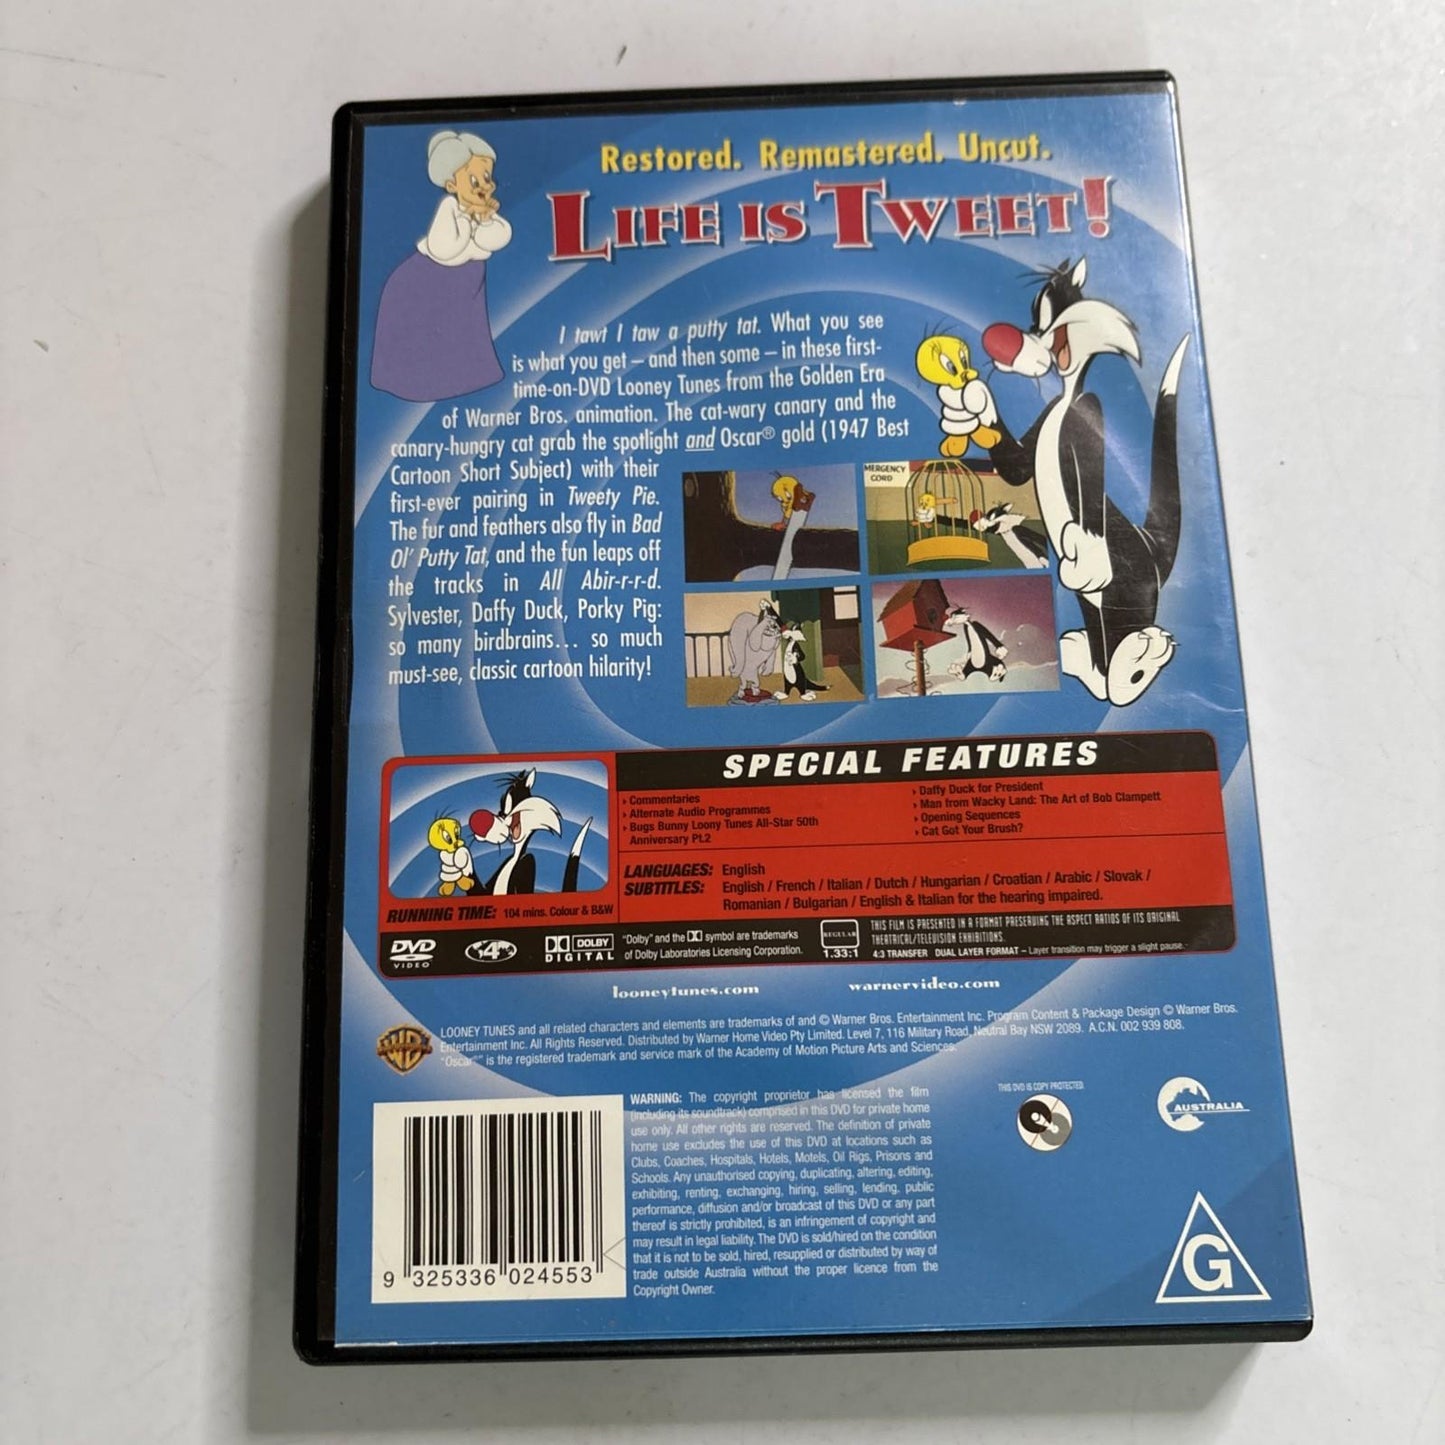 Restored. Remastered. Uncut.
LIFE IS TWEET!
I tawt I taw a putty tat. What you see
is what you get – and then some – in these first-
time-on-DVD Looney Tunes from the Golden Era
of Warner Bros. animation. The cat-wary canary and the
canary-hungry cat grab the spotlight and Oscar® gold (1947 Best
Cartoon Short Subject) with their
first-ever pairing in Tweety Pie.
The fur and feathers also fly in Bad
Ol' Putty Tat, and the fun leaps off
the tracks in All Abir-r-r-d.
Sylvester, Daffy Duck, Porky Pig:
so many birdbrains... so much
must-see, classic cartoon hilarity!
MERGENCY
CORD
SPECIAL FEATURES
› Commentaries
› Alternate Audio Programmes
› Bugs Bunny Loony Tunes All-Star 50th
Anniversary Pt.2
› Daffy Duck for President
› Man from Wacky Land: The Art of Bob Clampett
› Opening Sequences
› Cat Got Your Brush?
LANGUAGES: English
SUBTITLES: English / French / Italian / Dutch / Hungarian / Croatian / Arabic / Slovak /
Romanian / Bulgarian / English & Italian for the hearing impaired.
RUNNING TIME: 104 mins. Colour & B&W
DVD
VIDEO
4
DOLBY
DIGITAL
"Dolby" and the symbol are trademarks
of Dolby Laboratories Licensing Corporation.
REGULAR
1.33:1
THIS FILM IS PRESENTED IN A FORMAT PRESERVING THE ASPECT RATIOS OF ITS ORIGINAL
THEATRICAL/TELEVISION EXHIBITIONS.
4:3 TRANSFER DUAL LAYER FORMAT – Layer transition may trigger a slight pause.
looneytunes.com
warnervideo.com
LOONEY TUNES and all related characters and elements are trademarks of and © Warner Bros. Entertainment Inc. Program Content & Package Design © Warner Bros.
Entertainment Inc. All Rights Reserved. Distributed by Warner Home Video Pty Limited. Level 7, 116 Military Road, Neutral Bay NSW 2089. A.C.N. 002 939 808.
"Oscar®" is the registered trademark and service mark of the Academy of Motion Picture Arts and Sciences.
WARNING: The copyright proprietor has licensed the film
(including its soundtrack) comprised in this DVD for private home
use only. All other rights are reserved. The definition of private
home use excludes the use of this DVD at locations such as
Clubs, Coaches, Hospitals, Hotels, Motels, Oil Rigs, Prisons and
Schools. Any unauthorised copying, duplicating, altering, editing,
exhibiting, renting, exchanging, hiring, selling, lending, public
performance, diffusion and/or broadcast of this DVD or any part
thereof is strictly prohibited, is an infringement of copyright and
may result in legal liability. The DVD is sold/hired on the condition
that it is not to be sold, hired, resupplied or distributed by way of
trade outside Australia without the proper licence from the
Copyright Owner.
THIS DVD IS COPY PROTECTED.
AUSTRALIA
G
9 325336 024553